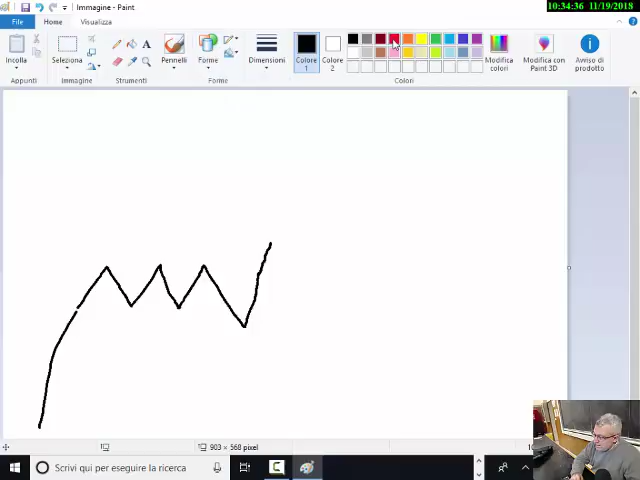 Immagine - Paint
10:34:36 11/19/2018
File
Home
Visualizza
Incolla
Seleziona
Pennelli
Forme
Dimensioni
Colore 1
Colore 2
Modifica colori
Modifica con Paint 3D
Avviso di prodotto
Appunti
Immagine
Strumenti
Forme
Colori
903 × 568 pixel
Scrivi qui per eseguire la ricerca